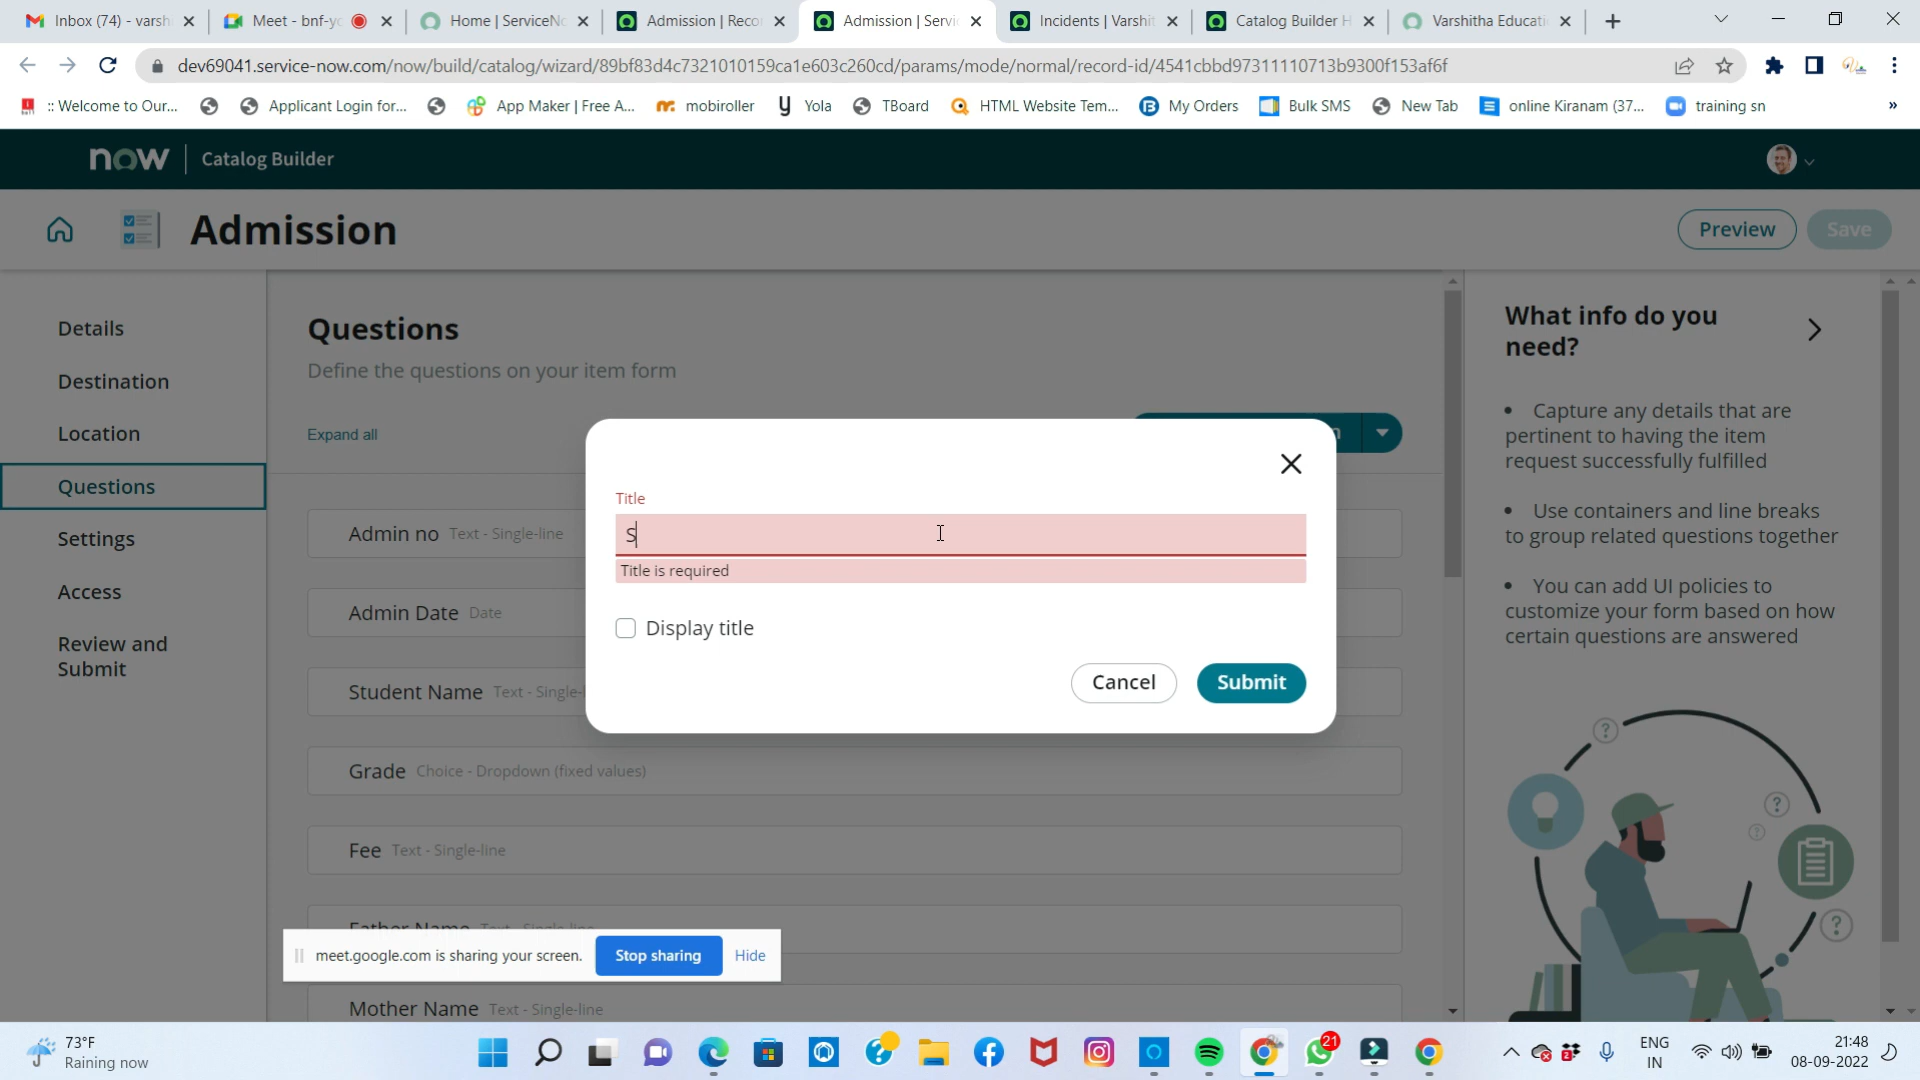 Inbox (74) - varsh
Meet - bnf-yc
Home | ServiceN
Admission | Reco
Admission | Servi
Incidents | Varshit
Catalog Builder H
Varshitha Educati
dev69041.service-now.com/now/build/catalog/wizard/89bf83d4c7321010159ca1e603c260cd/params/mode/normal/record-id/4541cbbd97311110713b9300f153af6f
:: Welcome to Our...
Applicant Login for...
App Maker | Free A...
mobiroller
Yola
TBoard
HTML Website Tem...
My Orders
Bulk SMS
New Tab
online Kiranam (37...
training sn
»
now
Catalog Builder
Admission
Preview
Save
Details
Destination
Location
Questions
Settings
Access
Review and
Submit
Questions
Define the questions on your item form
Expand all
Admin no Text - Single-line
Admin Date Date
Student Name Text - Single-l
Grade Choice - Dropdown (fixed values)
Fee Text - Single-line
Father Name Text - Single-line
Mother Name Text - Single-line
Title
S
Title is required
Display title
Cancel
Submit
What info do you
need?
• Capture any details that are
pertinent to having the item
request successfully fulfilled
• Use containers and line breaks
to group related questions together
• You can add UI policies to
customize your form based on how
certain questions are answered
meet.google.com is sharing your screen.
Stop sharing
Hide
73°F
Raining now
21
ENG
IN
21:48
08-09-2022